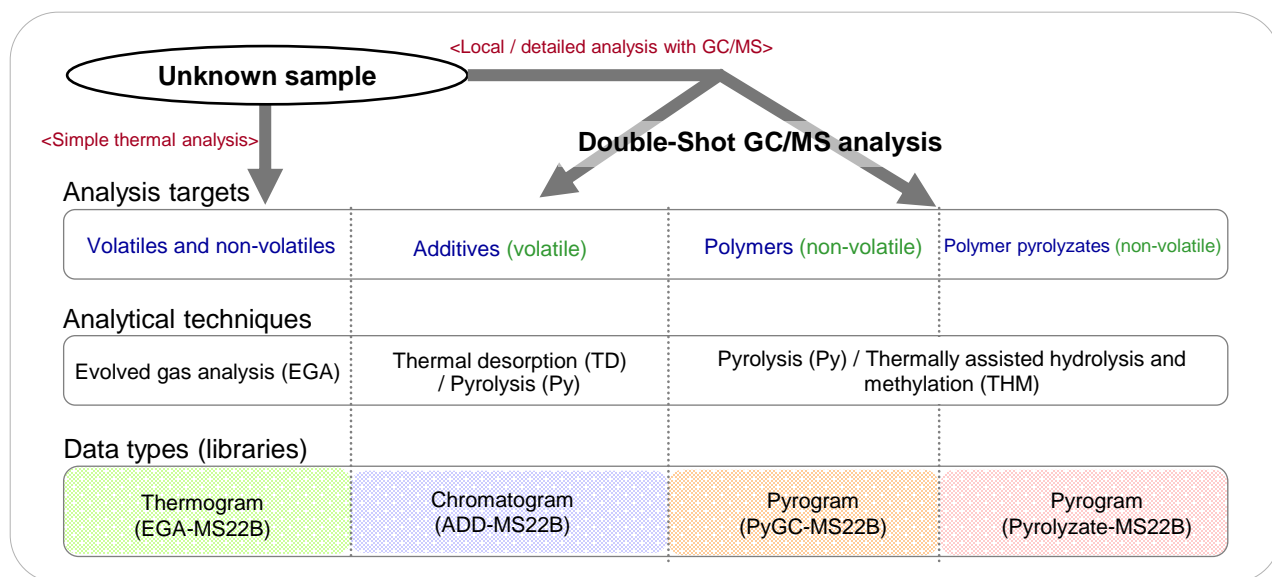 <Local / detailed analysis with GC/MS>
Unknown sample
<Simple thermal analysis>
Double-Shot GC/MS analysis
Analysis targets
Volatiles and non-volatiles
Additives (volatile)
Polymers (non-volatile)
Polymer pyrolyzates (non-volatile)
Analytical techniques
Evolved gas analysis (EGA)
Thermal desorption (TD)
/ Pyrolysis (Py)
Pyrolysis (Py) / Thermally assisted hydrolysis and
methylation (THM)
Data types (libraries)
Thermogram
(EGA-MS22B)
Chromatogram
(ADD-MS22B)
Pyrogram
(PyGC-MS22B)
Pyrogram
(Pyrolyzate-MS22B)